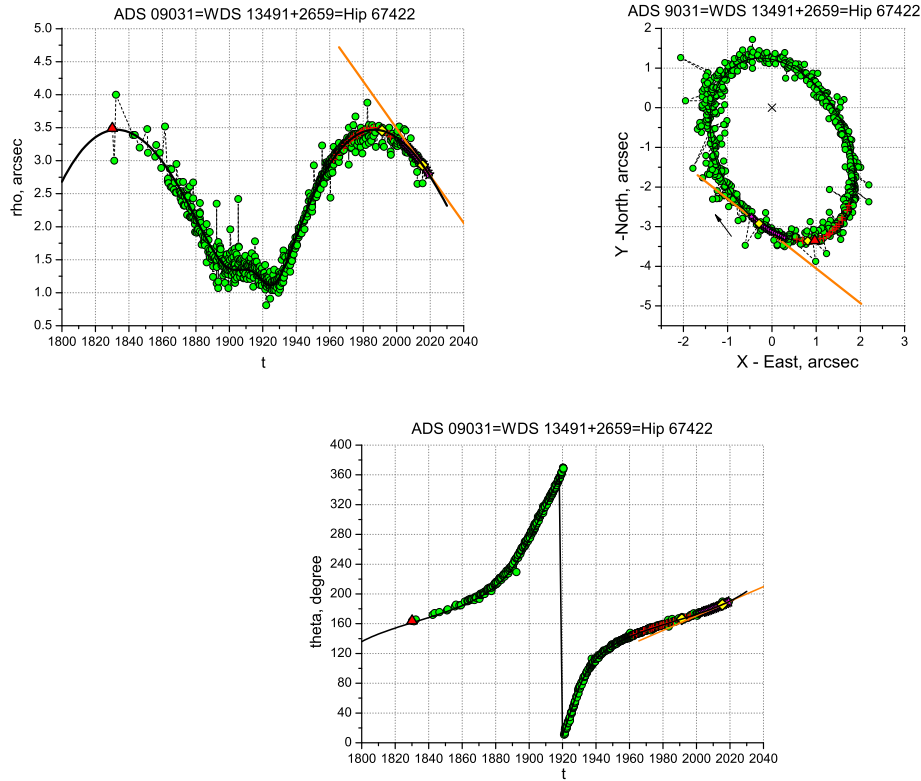 ADS 09031=WDS 13491+2659=Hip 67422
5.0
4.5
4.0
3.5
3.0
2.5
2.0
1.5
1.0
0.5
rho, arcsec
1800 1820 1840 1860 1880 1900 1920 1940 1960 1980 2000 2020 2040
t
ADS 9031=WDS 13491+2659=Hip 67422
2
1
0
-1
-2
-3
-4
-5
Y -North, arcsec
-2 -1 0 1 2 3
X - East, arcsec
ADS 09031=WDS 13491+2659=Hip 67422
400
360
320
280
240
200
160
120
80
40
0
theta, degree
1800 1820 1840 1860 1880 1900 1920 1940 1960 1980 2000 2020 2040
t